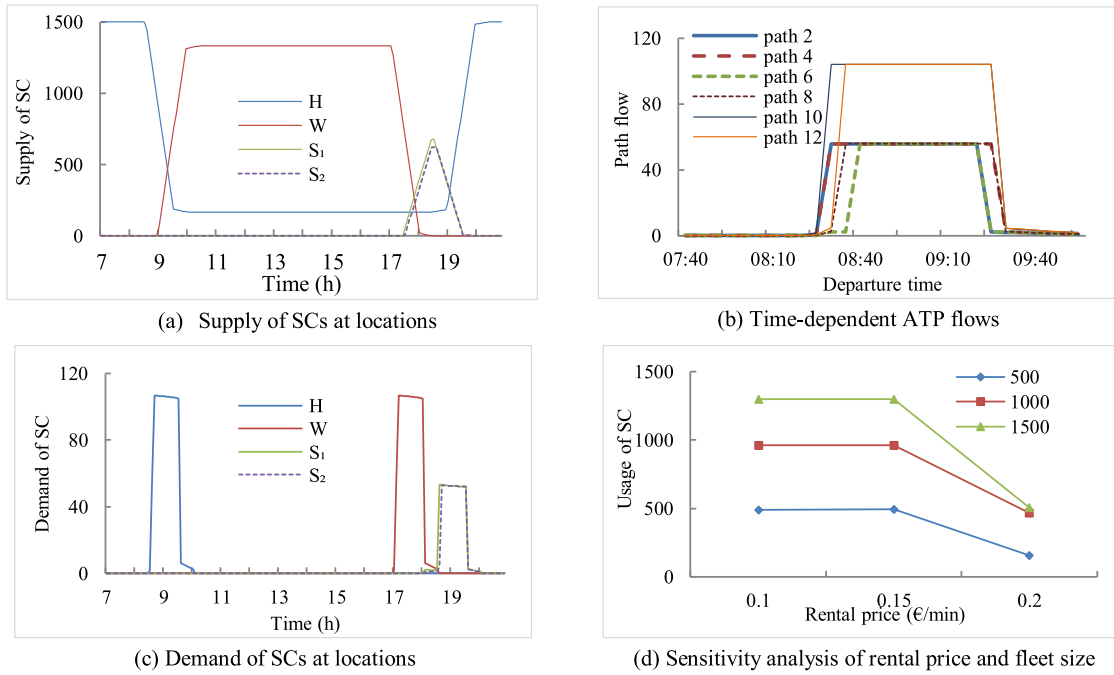 1500
1000
500
0
Supply of SC
H
W
S₁
S₂
7 9 11 13 15 17 19
Time (h)
(a) Supply of SCs at locations
120
80
40
0
Path flow
path 2
path 4
path 6
path 8
path 10
path 12
07:40 08:10 08:40 09:10 09:40
Departure time
(b) Time-dependent ATP flows
120
80
40
0
Demand of SC
H
W
S₁
S₂
7 9 11 13 15 17 19
Time (h)
(c) Demand of SCs at locations
1500
1000
500
0
Usage of SC
500
1000
1500
0.1 0.15 0.2
Rental price (€/min)
(d) Sensitivity analysis of rental price and fleet size